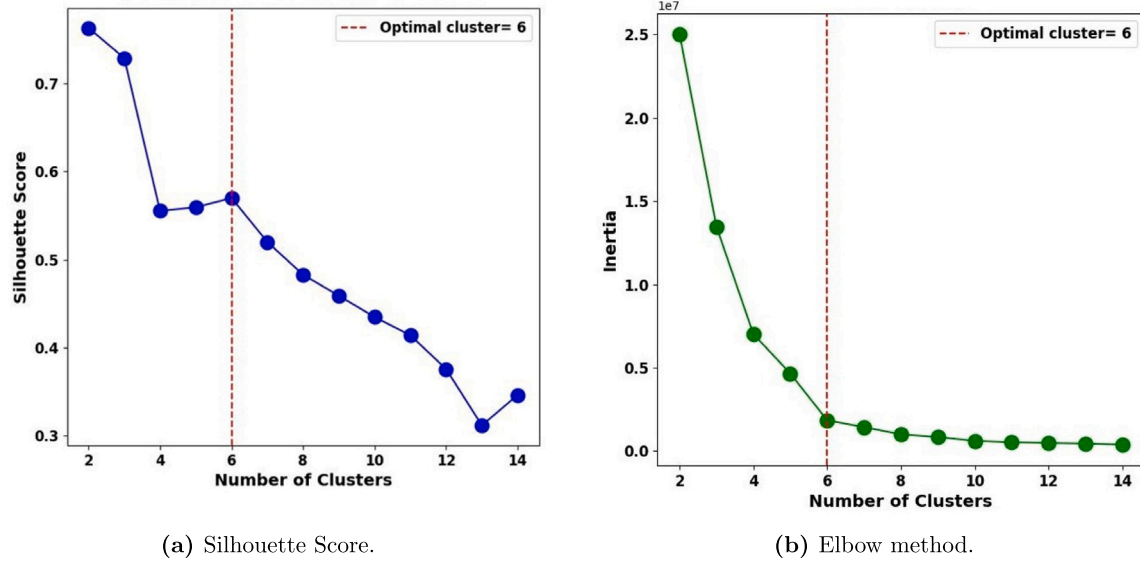 Optimal cluster= 6
0.7
0.6
0.5
0.4
0.3
Silhouette Score
2 4 6 8 10 12 14
Number of Clusters
(a) Silhouette Score.
1e7
Optimal cluster= 6
2.5
2.0
1.5
1.0
0.5
0.0
Inertia
2 4 6 8 10 12 14
Number of Clusters
(b) Elbow method.